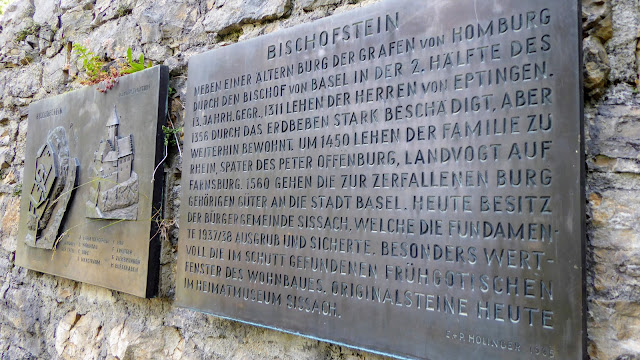 BISCHOFSTEIN
NEBEN EINER ÄLTERN BURG DER GRAFEN VON HOMBURG
DURCH DEN BISCHOF VON BASEL IN DER 2. HÄLFTE DES
13. JAHRH. GEGR. 1311 LEHEN DER HERREN VON EPTINGEN.
1356 DURCH DAS ERDBEBEN STARK BESCHÄDIGT, ABER
WEITERHIN BEWOHNT. UM 1450 LEHEN DER FAMILIE ZU
RHEIN, SPÄTER DES PETER OFFENBURG, LANDVOGT AUF
FARNSBURG. 1560 GEHEN DIE ZUR ZERFALLENEN BURG
GEHÖRIGEN GÜTER AN DIE STADT BASEL. HEUTE BESITZ
DER BÜRGERGEMEINDE SISSACH, WELCHE DIE FUNDAMEN-
TE 1937/38 AUSGRUB UND SICHERTE. BESONDERS WERT-
VOLL DIE IM SCHUTT GEFUNDENEN FRÜHGOTISCHEN
FENSTER DES WOHNBAUES. ORIGINALSTEINE HEUTE
IM HEIMATMUSEUM SISSACH.